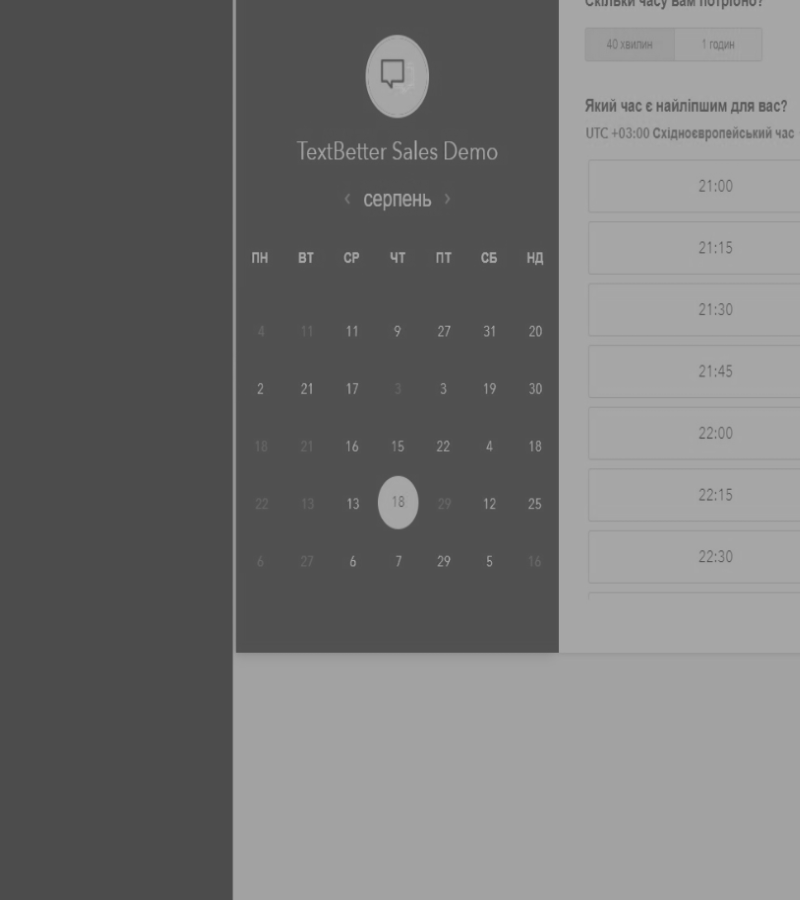 Скільки часу вам потрібно?
40 хвилин 1 годин
TextBetter Sales Demo
‹ серпень ›
Який час є найліпшим для вас?
UTC +03:00 Східноєвропейський час
ПН ВТ СР ЧТ ПТ СБ НД
4 11 11 9 27 31 20
2 21 17 3 3 19 30
18 21 16 15 22 4 18
22 13 13 18 29 12 25
6 27 6 7 29 5 16
21:00
21:15
21:30
21:45
22:00
22:15
22:30